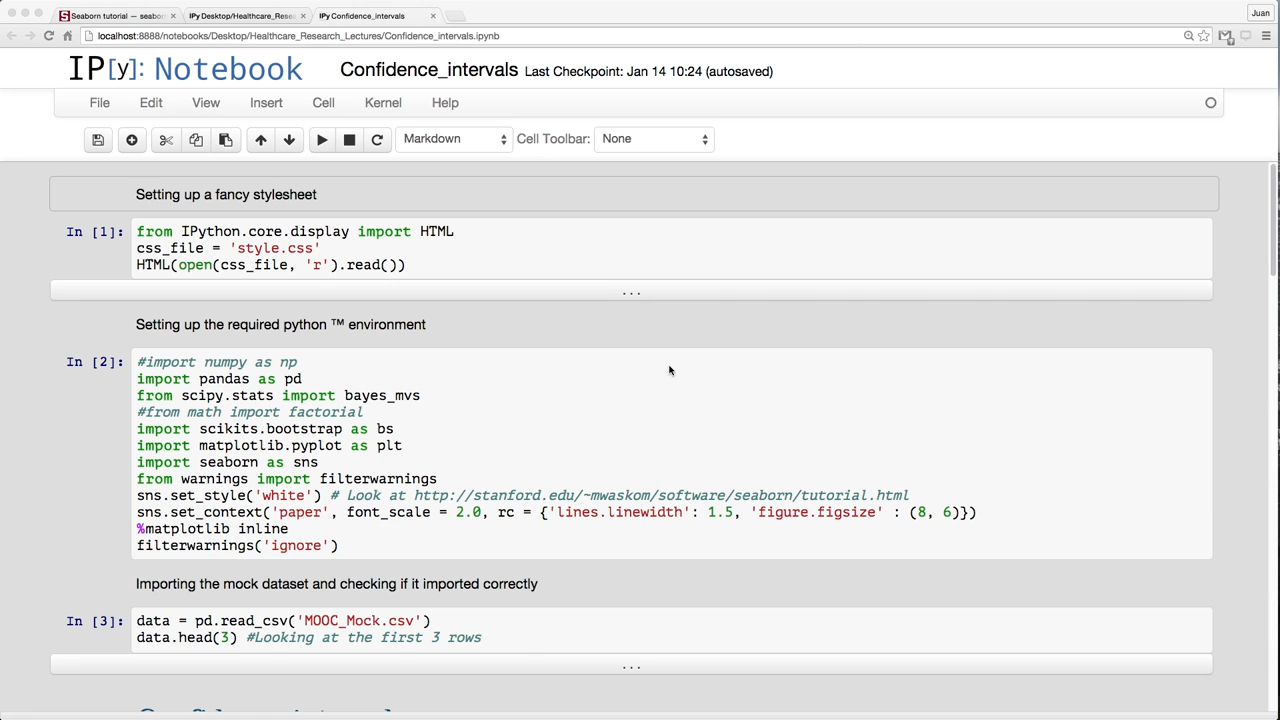 Seaborn tutorial — seabo
IPy Desktop/Healthcare_Rese
IPy Confidence_intervals
Juan
localhost:8888/notebooks/Desktop/Healthcare_Research_Lectures/Confidence_intervals.ipynb
IP[y]: Notebook Confidence_intervals Last Checkpoint: Jan 14 10:24 (autosaved)
File Edit View Insert Cell Kernel Help
Markdown Cell Toolbar: None
Setting up a fancy stylesheet
In [1]: from IPython.core.display import HTML
css_file = 'style.css'
HTML(open(css_file, 'r').read())
...
Setting up the required python ™ environment
In [2]: #import numpy as np
import pandas as pd
from scipy.stats import bayes_mvs
#from math import factorial
import scikits.bootstrap as bs
import matplotlib.pyplot as plt
import seaborn as sns
from warnings import filterwarnings
sns.set_style('white') # Look at http://stanford.edu/~mwaskom/software/seaborn/tutorial.html
sns.set_context('paper', font_scale = 2.0, rc = {'lines.linewidth': 1.5, 'figure.figsize' : (8, 6)})
%matplotlib inline
filterwarnings('ignore')
Importing the mock dataset and checking if it imported correctly
In [3]: data = pd.read_csv('MOOC_Mock.csv')
data.head(3) #Looking at the first 3 rows
...